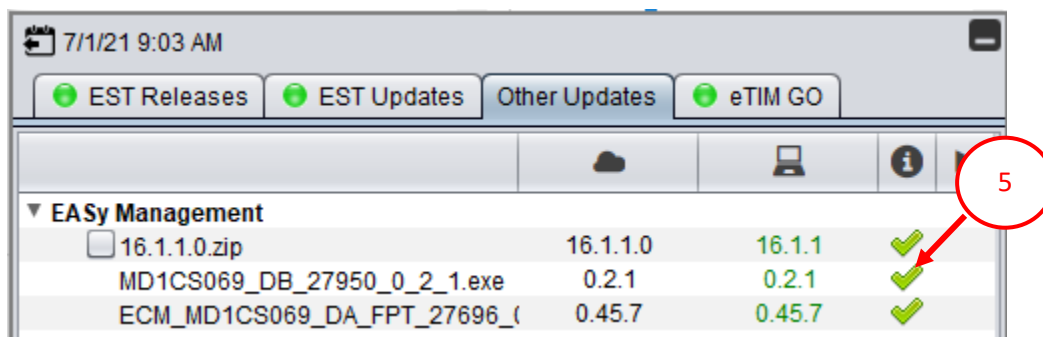 7/1/21 9:03 AM
EST Releases EST Updates Other Updates eTIM GO
5
EASy Management
16.1.1.0.zip 16.1.1.0 16.1.1
MD1CS069_DB_27950_0_2_1.exe 0.2.1 0.2.1
ECM_MD1CS069_DA_FPT_27696_( 0.45.7 0.45.7